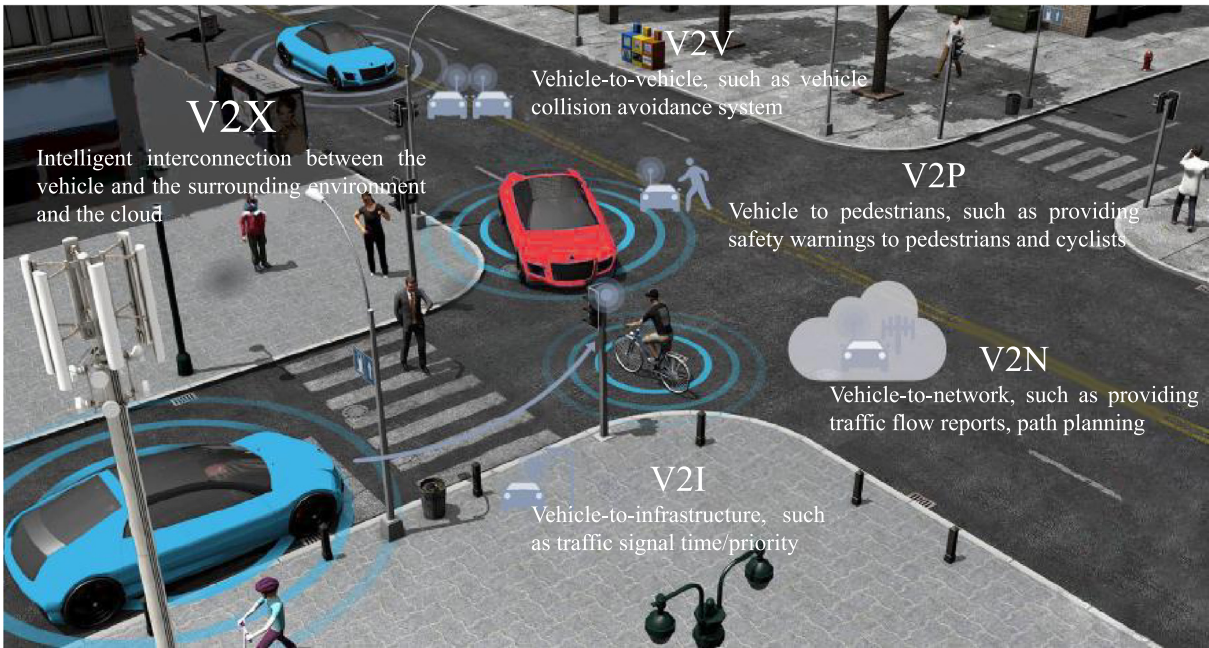 V2V
Vehicle-to-vehicle, such as vehicle
collision avoidance system
V2X
Intelligent interconnection between the
vehicle and the surrounding environment
and the cloud
V2P
Vehicle to pedestrians, such as providing
safety warnings to pedestrians and cyclists
V2N
Vehicle-to-network, such as providing
traffic flow reports, path planning
V2I
Vehicle-to-infrastructure, such
as traffic signal time/priority